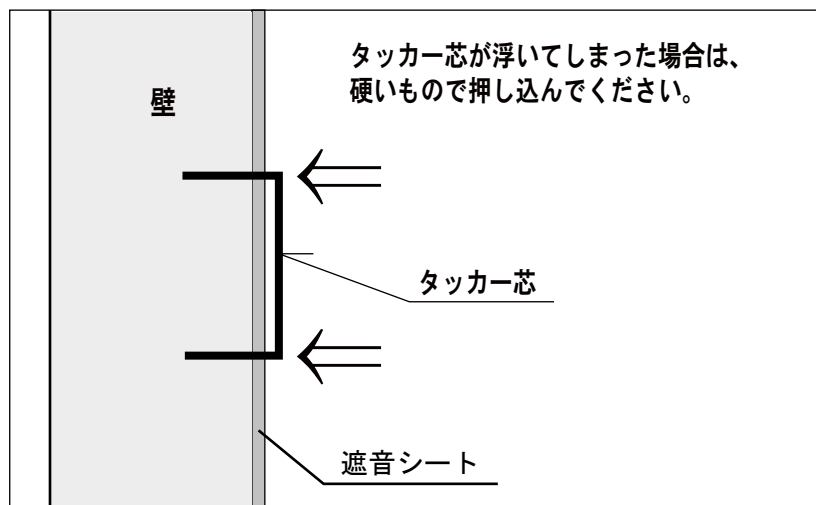 タッカー芯が浮いてしまった場合は、
硬いもので押し込んでください。
壁
タッカー芯
遮音シート